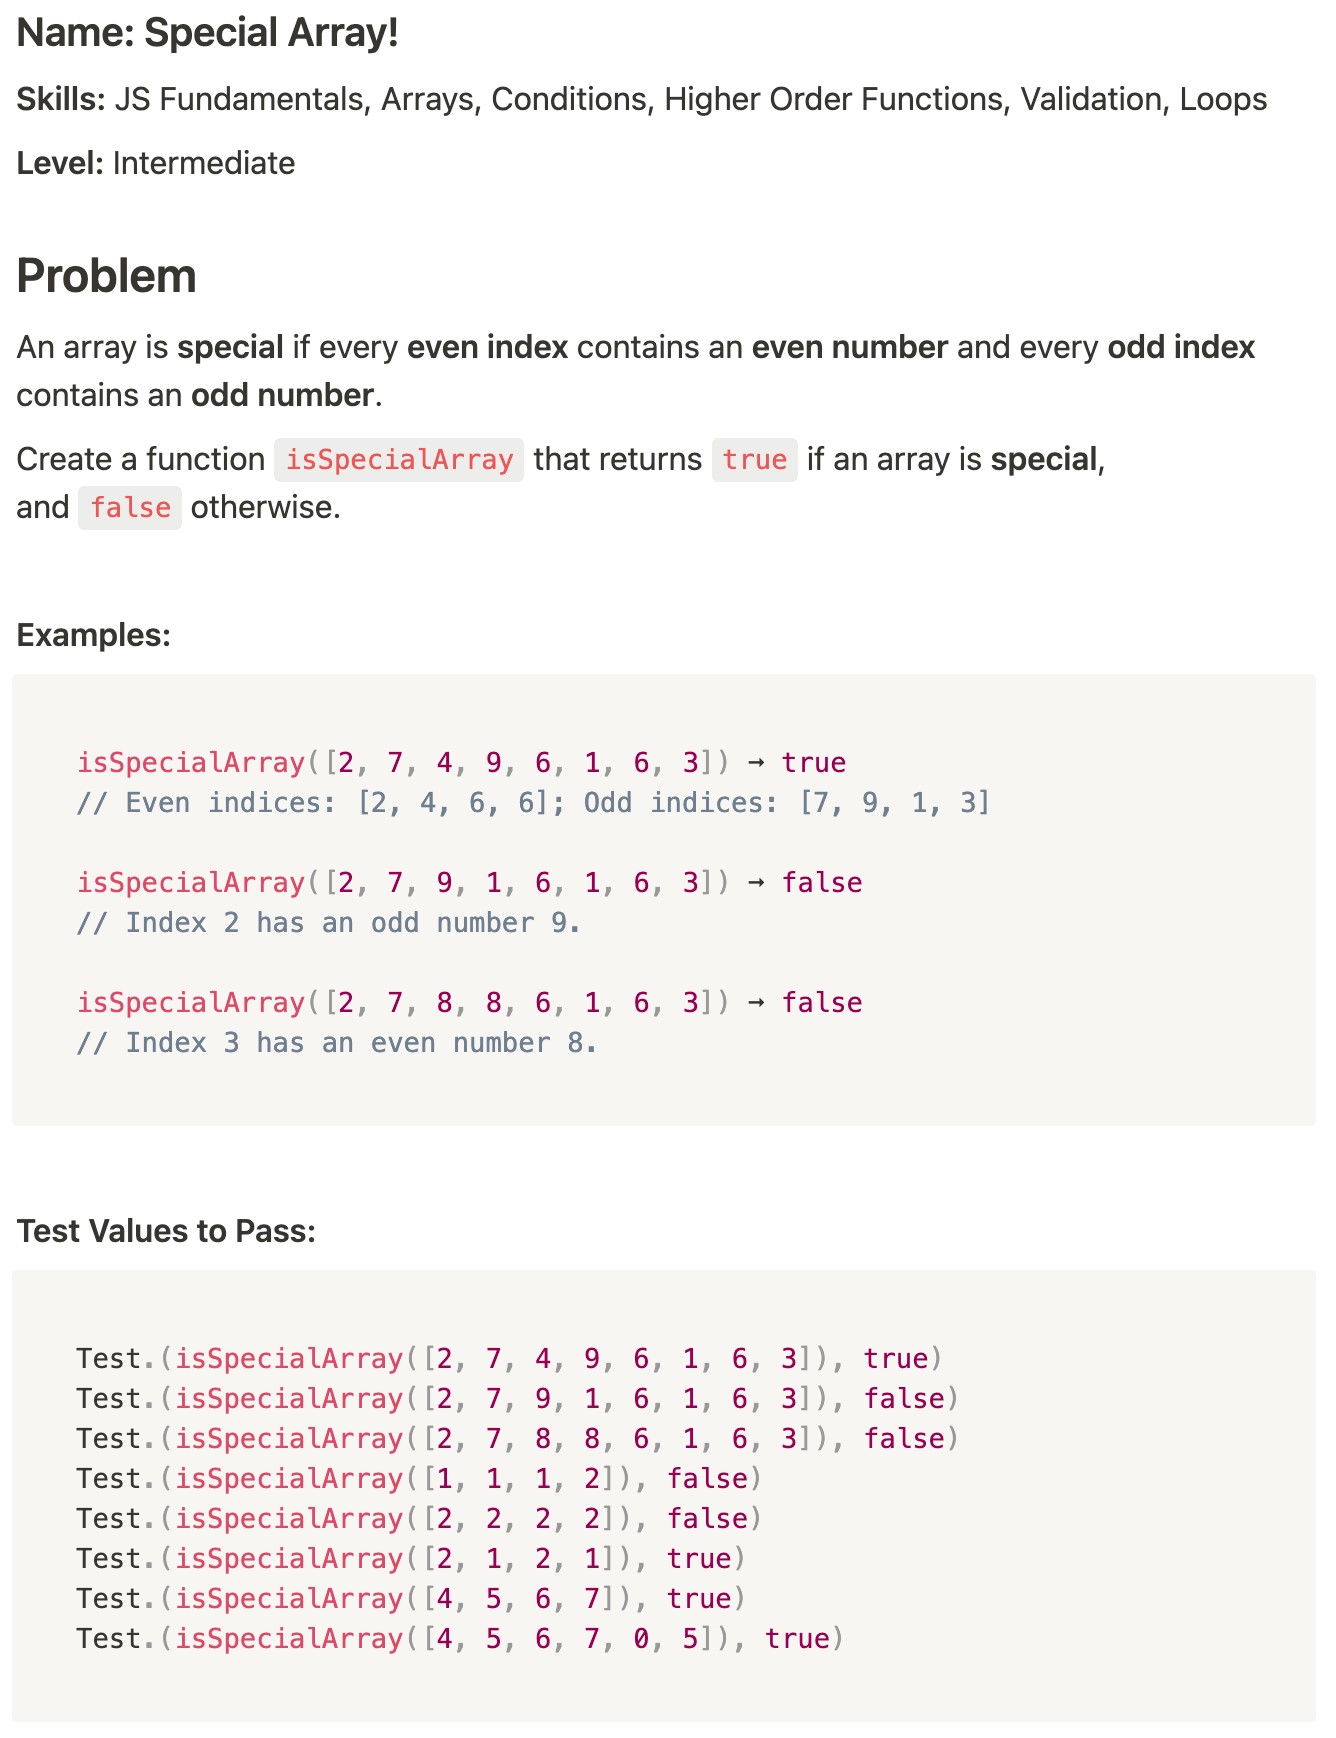 Name: Special Array!
Skills: JS Fundamentals, Arrays, Conditions, Higher Order Functions, Validation, Loops
Level: Intermediate
Problem
An array is special if every even index contains an even number and every odd index
contains an odd number.
Create a function isSpecialArray that returns true if an array is special,
and false otherwise.
Examples:
isSpecialArray([2, 7, 4, 9, 6, 1, 6, 3]) → true
// Even indices: [2, 4, 6, 6]; Odd indices: [7, 9, 1, 3]
isSpecialArray([2, 7, 9, 1, 6, 1, 6, 3]) → false
// Index 2 has an odd number 9.
isSpecialArray([2, 7, 8, 8, 6, 1, 6, 3]) → false
// Index 3 has an even number 8.
Test Values to Pass:
Test.(isSpecialArray([2, 7, 4, 9, 6, 1, 6, 3]), true)
Test.(isSpecialArray([2, 7, 9, 1, 6, 1, 6, 3]), false)
Test.(isSpecialArray([2, 7, 8, 8, 6, 1, 6, 3]), false)
Test.(isSpecialArray([1, 1, 1, 2]), false)
Test.(isSpecialArray([2, 2, 2, 2]), false)
Test.(isSpecialArray([2, 1, 2, 1]), true)
Test.(isSpecialArray([4, 5, 6, 7]), true)
Test.(isSpecialArray([4, 5, 6, 7, 0, 5]), true)